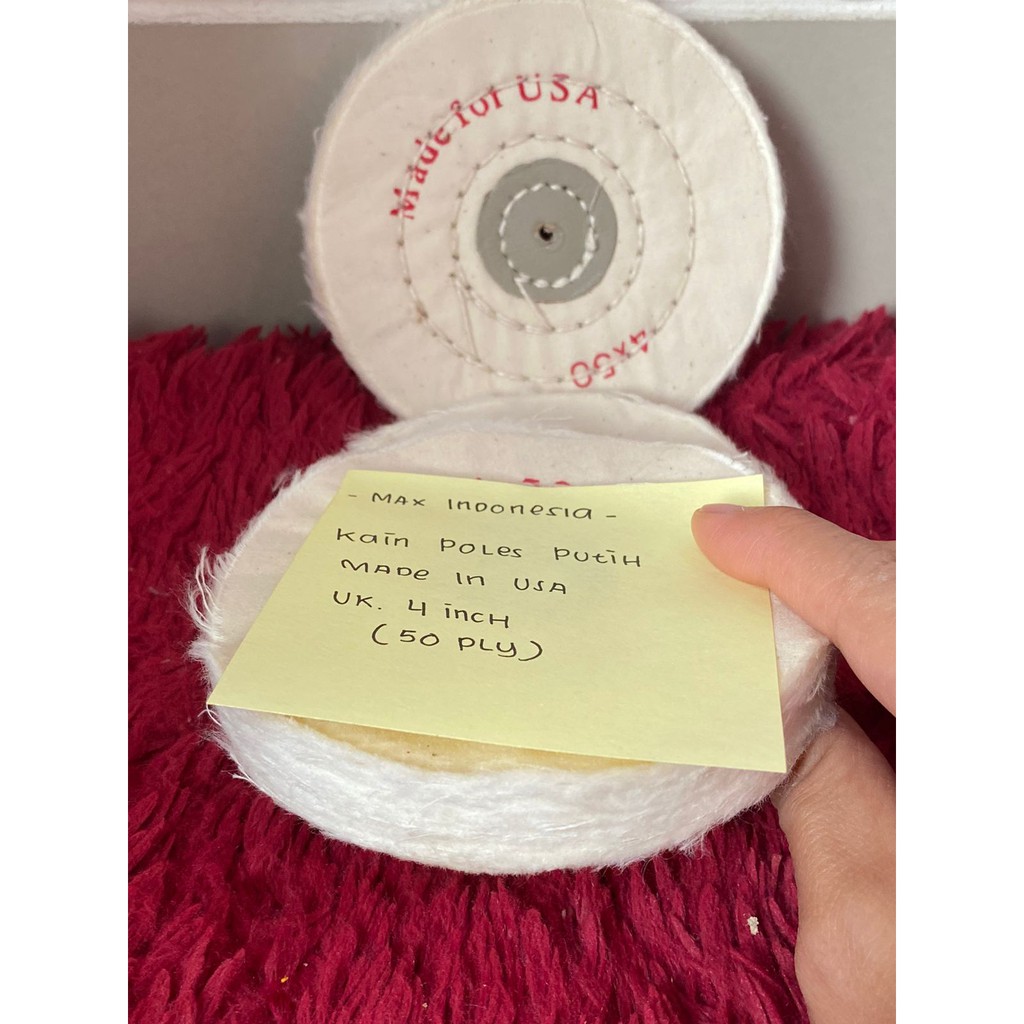 Made for USA
4x50
- MAX INDONESIA -
Kain POLES PUTIH
MADE IN USA
UK. 4 inch
(50 PLY)